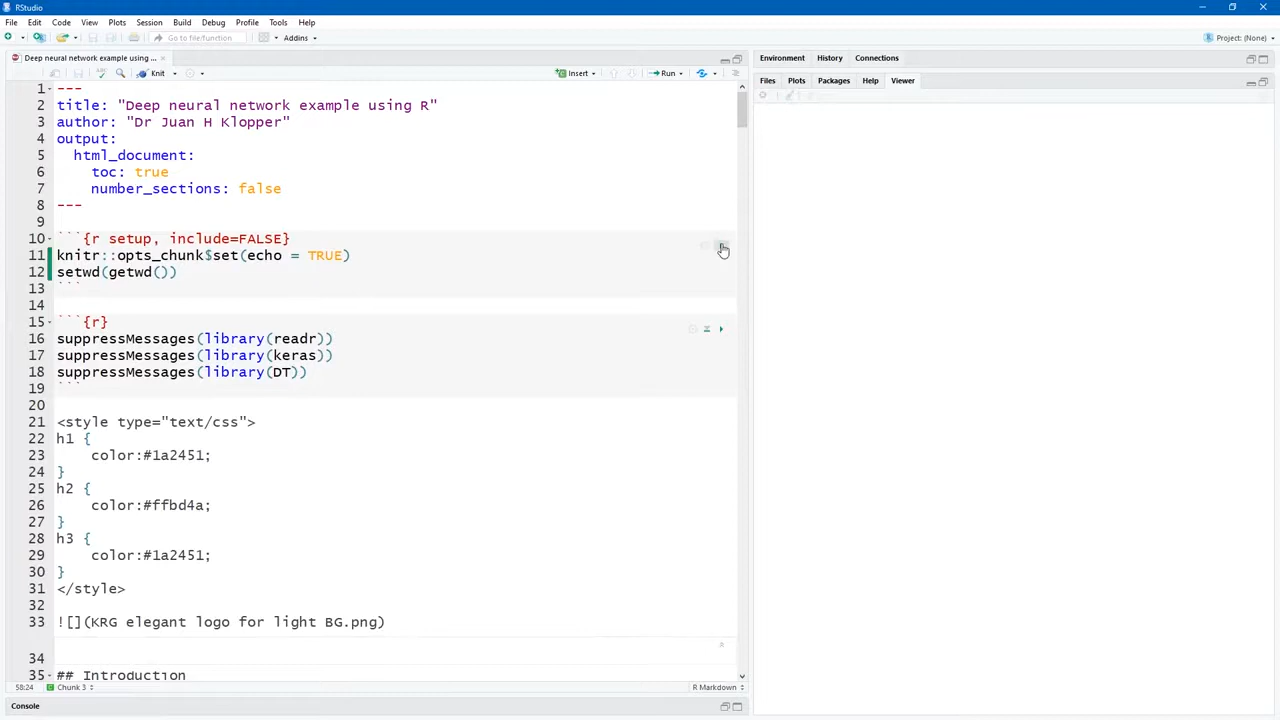 RStudio
File Edit Code View Plots Session Build Debug Profile Tools Help
Go to file/function Addins Project: (None)
Deep neural network example using ...
Knit Insert Run
1 ---
2 title: "Deep neural network example using R"
3 author: "Dr Juan H Klopper"
4 output:
5 html_document:
6 toc: true
7 number_sections: false
8 ---
9
10 ```{r setup, include=FALSE}
11 knitr::opts_chunk$set(echo = TRUE)
12 setwd(getwd())
13 ```
14
15 ```{r}
16 suppressMessages(library(readr))
17 suppressMessages(library(keras))
18 suppressMessages(library(DT))
19 ```
20
21 <style type="text/css">
22 h1 {
23 color:#1a2451;
24 }
25 h2 {
26 color:#ffbd4a;
27 }
28 h3 {
29 color:#1a2451;
30 }
31 </style>
32
33 ![](KRG elegant logo for light BG.png)
34
35 ## Introduction
58:24 Chunk 3 R Markdown
Console
Environment History Connections
Files Plots Packages Help Viewer